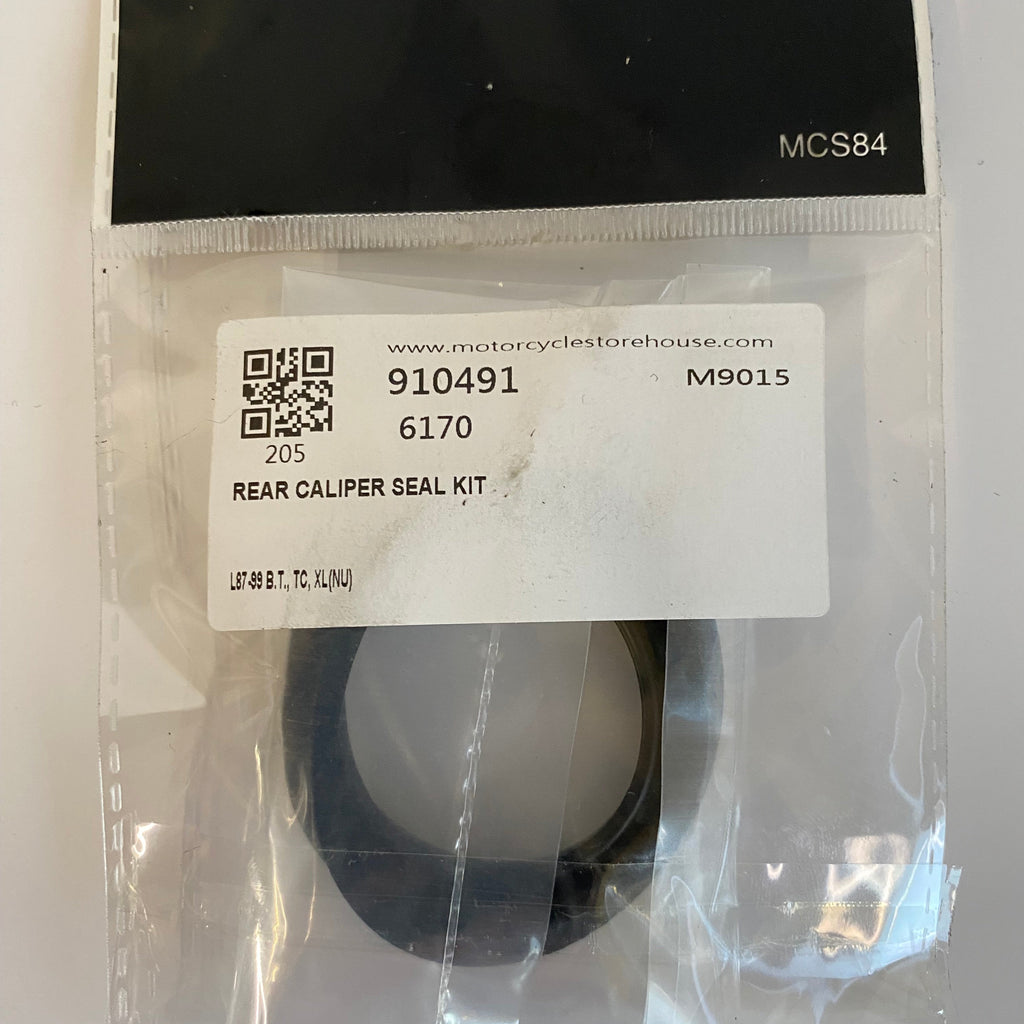 MCS84
www.motorcyclestorehouse.com
910491
M9015
6170
205
REAR CALIPER SEAL KIT
L87-99 B.T., TC, XL(NU)